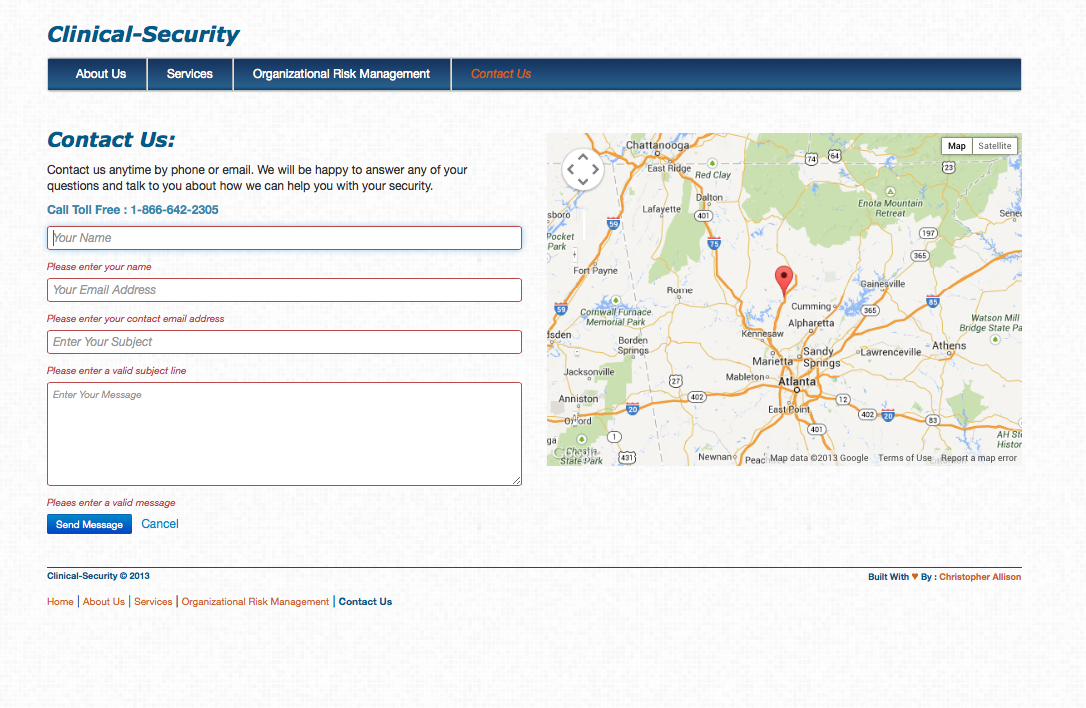 Clinical-Security
About Us
Services
Organizational Risk Management
Contact Us
Contact Us:
Contact us anytime by phone or email. We will be happy to answer any of your
questions and talk to you about how we can help you with your security.
Call Toll Free : 1-866-642-2305
Your Name
Please enter your name
Your Email Address
Please enter your contact email address
Enter Your Subject
Please enter a valid subject line
Enter Your Message
Pleaes enter a valid message
Send Message
Cancel
Map
Satellite
Chattanooga
East Ridge
Red Clay
74
64
23
Dalton
Lafayette
401
Enota Mountain
Retreat
Senec
sboro
59
75
197
Pocket
Park
365
Fort Payne
Rome
Gainesville
59
Cornwall Furnace
Memorial Park
Cumming
365
85
Watson Mill
Bridge State Pa
Alpharetta
Kennesaw
dsden
Borden
Springs
Athens
Sandy
Springs
Lawrenceville
Marietta
Jacksonville
27
Mableton
Atlanta
Anniston
402
12
20
East Point
402
20
83
Oxford
401
1
AH St
Histor
ga
431
State Park
Newnan
Peac
Map data ©2013 Google
Terms of Use
Report a map error
Clinical-Security © 2013
Built With ♥ By : Christopher Allison
Home | About Us | Services | Organizational Risk Management | Contact Us